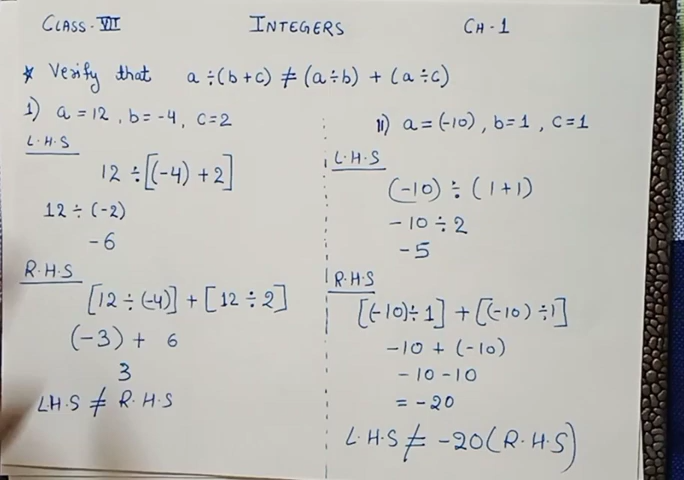 CLASS-VII INTEGERS CH-1
* Verify that a÷(b+c) ≠ (a÷b) + (a÷c)
I) a=12, b=-4, c=2
L.H.S
12÷[(-4)+2]
12÷(-2)
-6
R.H.S
[12÷(-4)]+[12÷2]
(-3)+ 6
3
LH.S ≠ R.H.S
II) a=(-10), b=1, c=1
L.H.S
(-10)÷(1+1)
-10÷2
-5
R.H.S
[(-10)÷1]+[(-10)÷1]
-10+(-10)
-10-10
=-20
L.H.S ≠ -20(R.H.S)